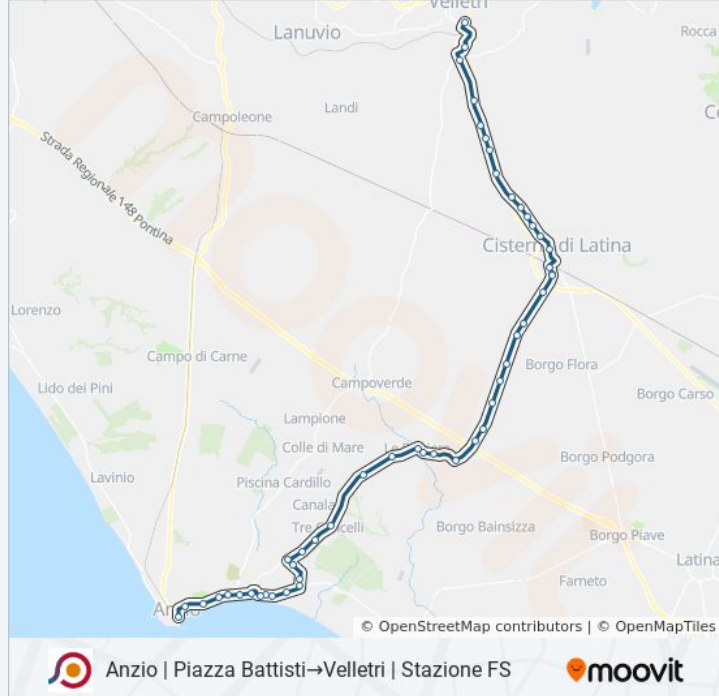 Velletri
Lanuvio
Rocca
Landi
Campoleone
Strada Regionale 148 Pontina
Cisterna di Latina
Lorenzo
Campo di Carne
Borgo Flora
Lido dei Pini
Campoverde
Borgo Carso
Lampione
Colle di Mare
Lavinio
Piscina Cardillo
Borgo Podgora
Tre Cancelli
Borgo Bainsizza
Borgo Piave
Latina
Farneto
Anzio
© OpenStreetMap contributors | © OpenMapTiles
Anzio | Piazza Battisti→Velletri | Stazione FS
moovit